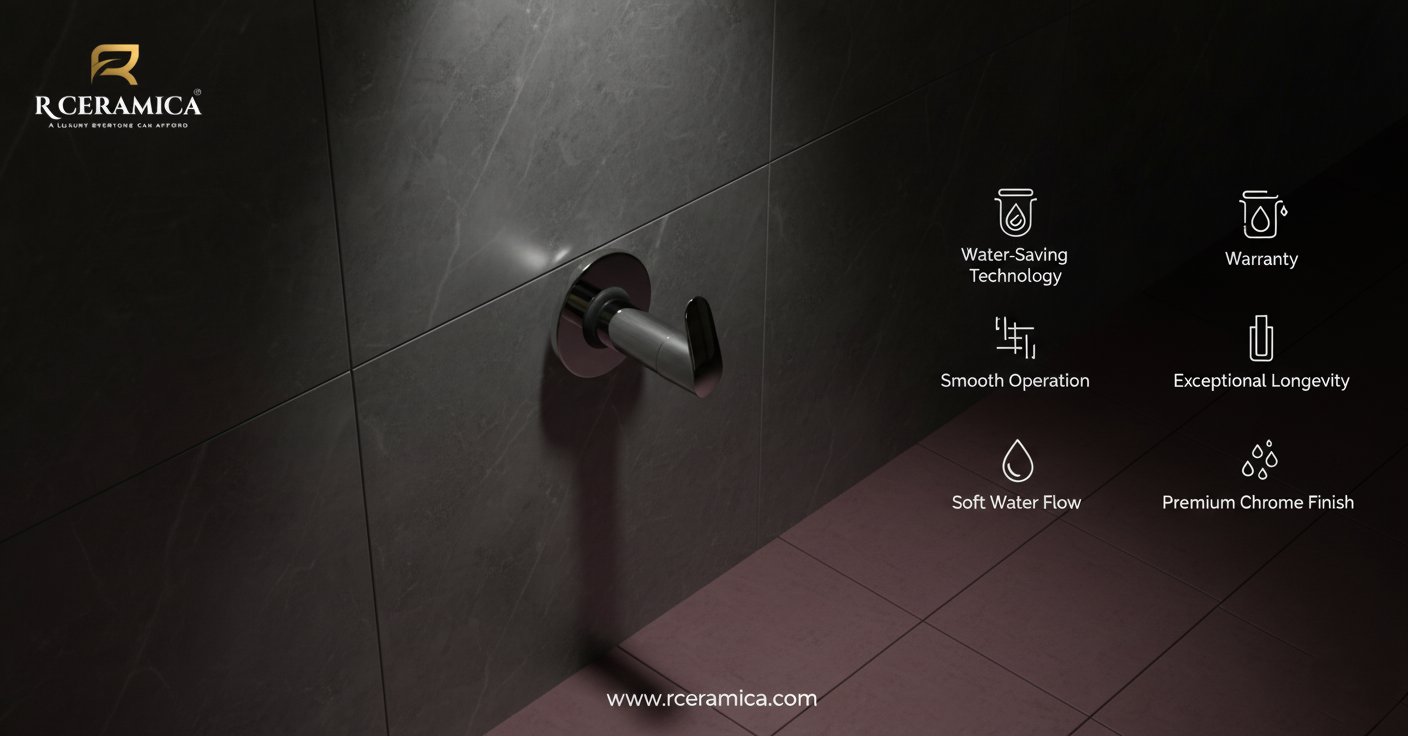 R CERAMICA
A LUXURY EVERYONE CAN AFFORD
Water-Saving
Technology
Warranty
Smooth Operation
Exceptional Longevity
Soft Water Flow
Premium Chrome Finish
www.rceramica.com